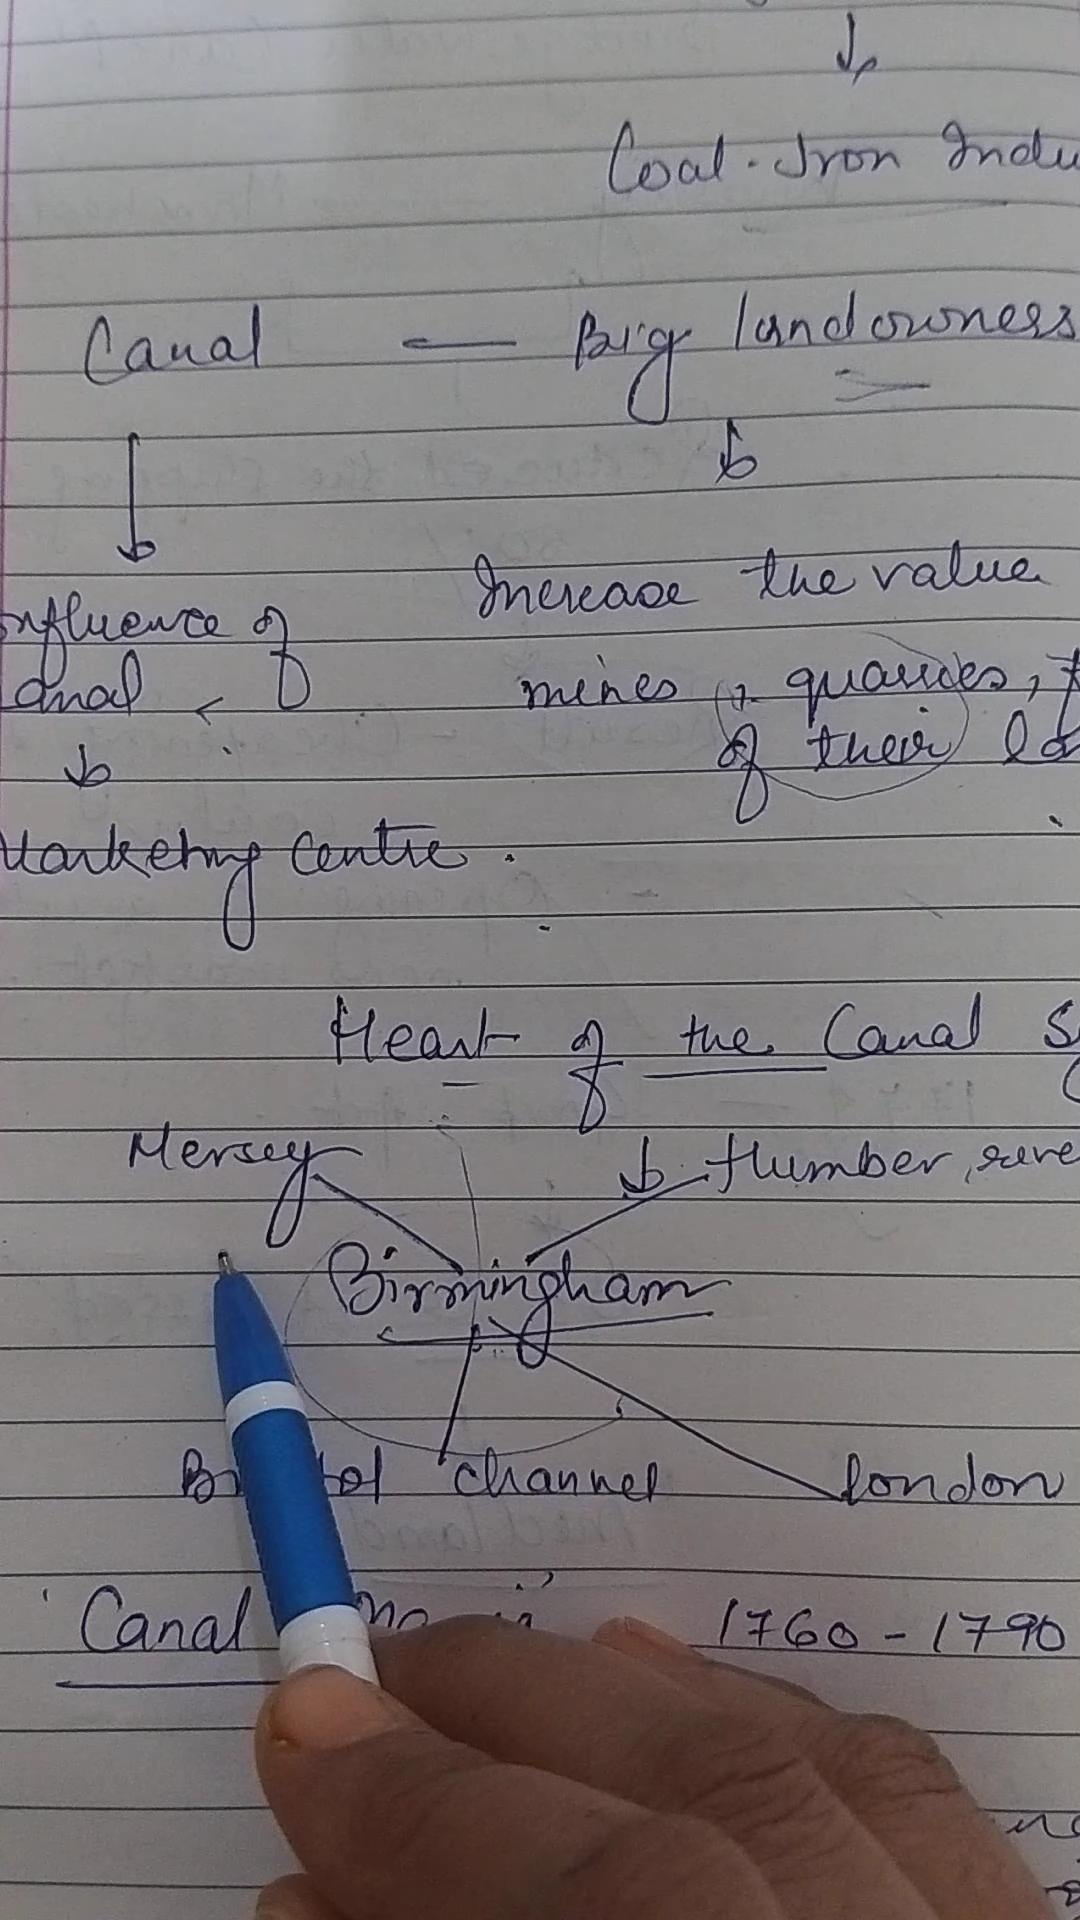 Coal-Iron Indu
Canal — Big landowners
Increase the value
nfluence of
anal
mines, quarries,
of their
Marketing Centre.
Heart of the Canal S
Mersey
Humber, 
Birmingham
channel
London
Canal
1760-1790